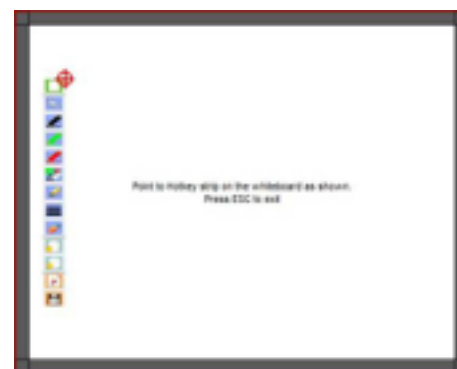 Point to Hotkey strip on the whiteboard as shown.
Press ESC to exit